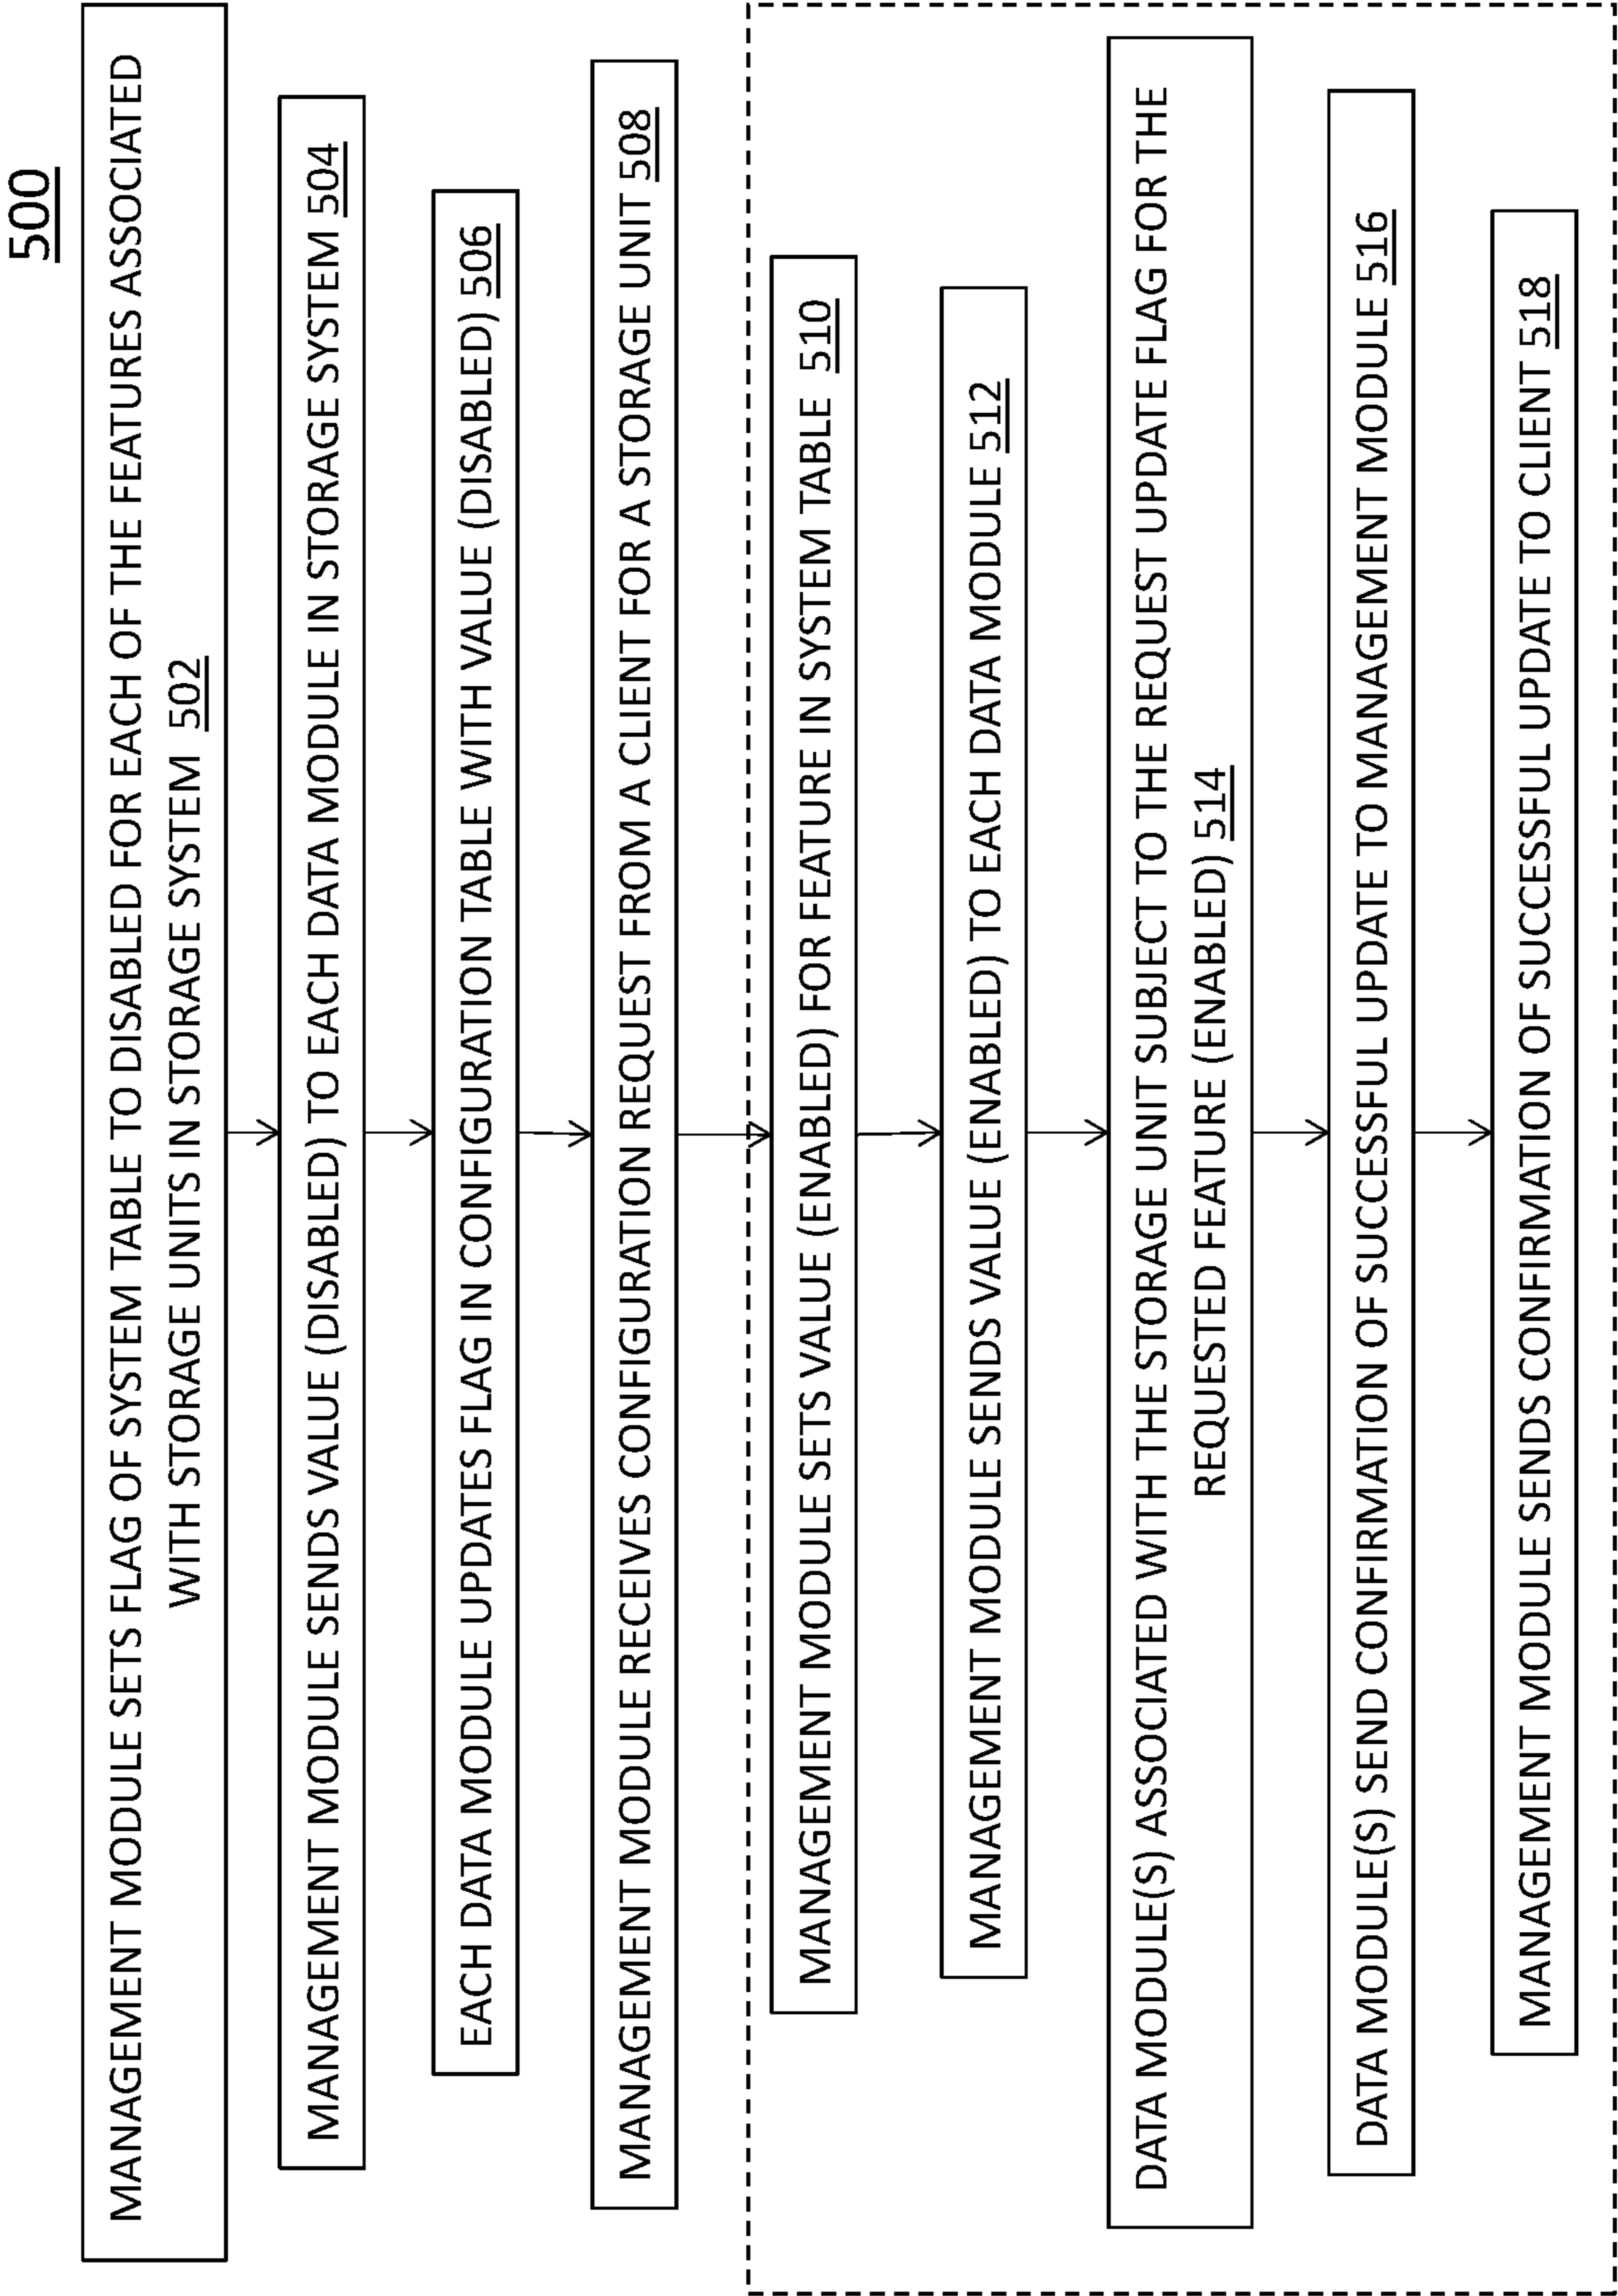 500
MANAGEMENT MODULE SETS FLAG OF SYSTEM TABLE TO DISABLED FOR EACH OF THE FEATURES ASSOCIATED
WITH STORAGE UNITS IN STORAGE SYSTEM 502
MANAGEMENT MODULE SENDS VALUE (DISABLED) TO EACH DATA MODULE IN STORAGE SYSTEM 504
EACH DATA MODULE UPDATES FLAG IN CONFIGURATION TABLE WITH VALUE (DISABLED) 506
MANAGEMENT MODULE RECEIVES CONFIGURATION REQUEST FROM A CLIENT FOR A STORAGE UNIT 508
MANAGEMENT MODULE SETS VALUE (ENABLED) FOR FEATURE IN SYSTEM TABLE 510
MANAGEMENT MODULE SENDS VALUE (ENABLED) TO EACH DATA MODULE 512
DATA MODULE(S) ASSOCIATED WITH THE STORAGE UNIT SUBJECT TO THE REQUEST UPDATE FLAG FOR THE
REQUESTED FEATURE (ENABLED) 514
DATA MODULE(S) SEND CONFIRMATION OF SUCCESSFUL UPDATE TO MANAGEMENT MODULE 516
MANAGEMENT MODULE SENDS CONFIRMATION OF SUCCESSFUL UPDATE TO CLIENT 518